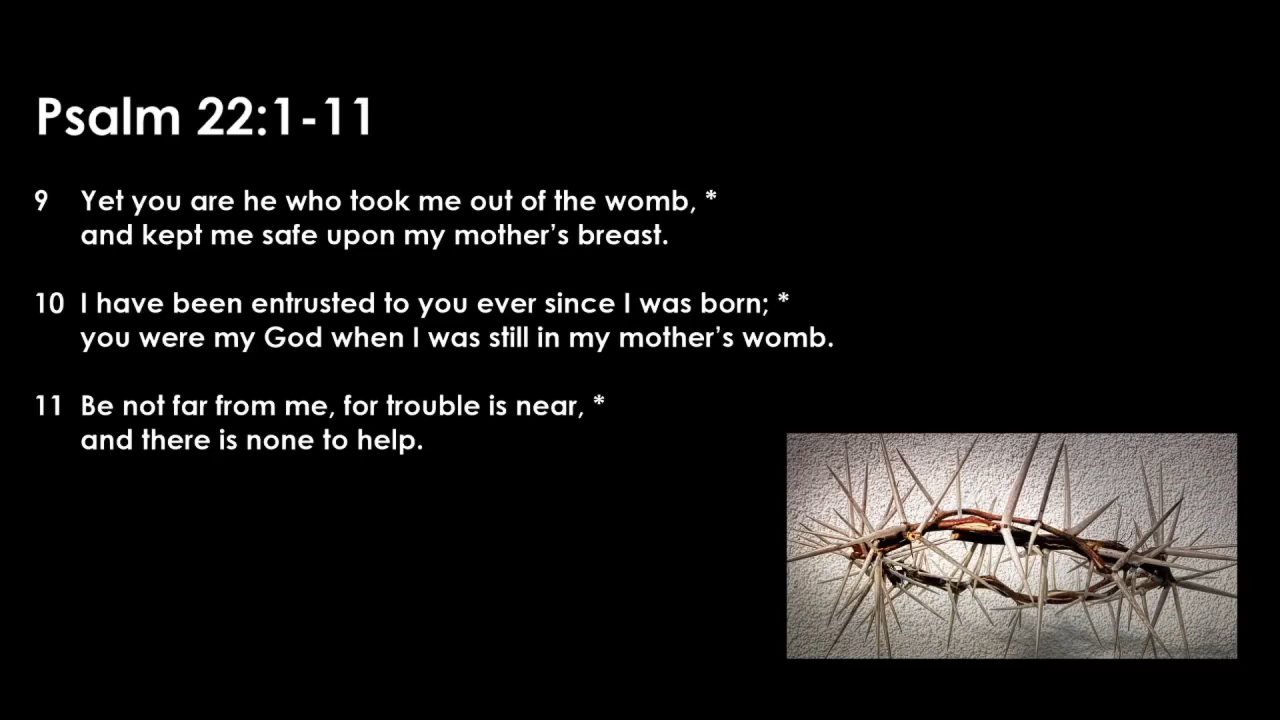 Psalm 22:1-11
9 Yet you are he who took me out of the womb, *
and kept me safe upon my mother’s breast.
10 I have been entrusted to you ever since I was born; *
you were my God when I was still in my mother’s womb.
11 Be not far from me, for trouble is near, *
and there is none to help.